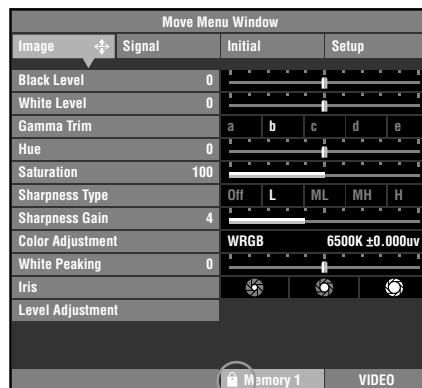 Move Menu Window
Image Signal Initial Setup
Black Level 0
White Level 0
Gamma Trim a b c d e
Hue 0
Saturation 100
Sharpness Type Off L ML MH H
Sharpness Gain 4
Color Adjustment WRGB 6500K ±0.000uv
White Peaking 0
Iris
Level Adjustment
Memory 1 VIDEO